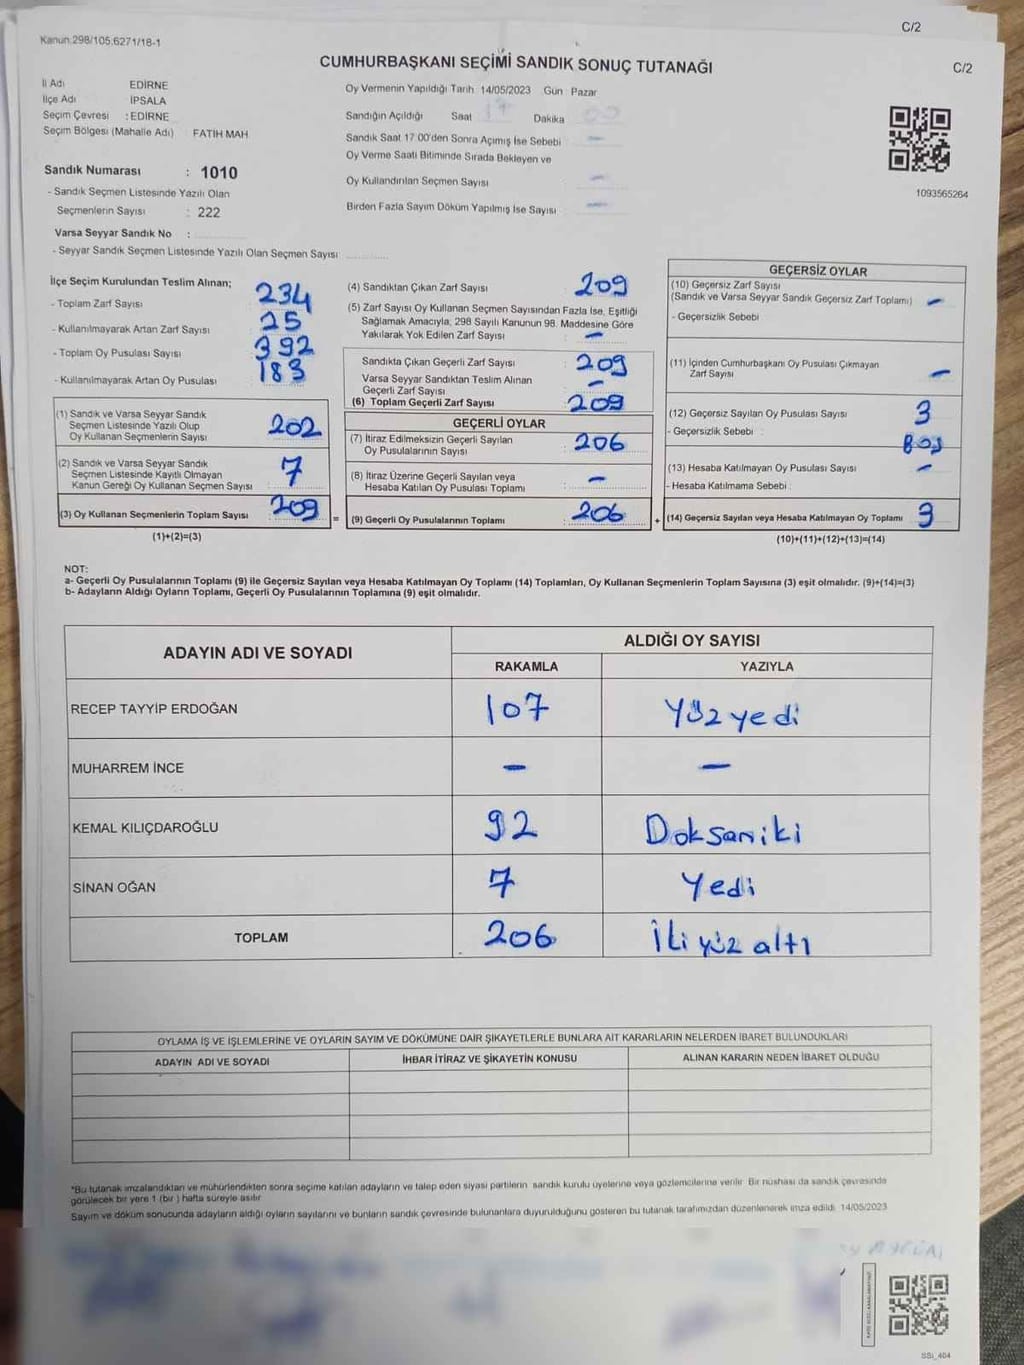 C/2
Kanun:298/105;6271/18-1
C/2
CUMHURBAŞKANI SEÇİMİ SANDIK SONUÇ TUTANAĞI
İl Adı EDİRNE
İlçe Adı İPSALA
Seçim Çevresi : EDİRNE
Seçim Bölgesi (Mahalle Adı) FATİH MAH
Oy Vermenin Yapıldığı Tarih 14/05/2023 Gün Pazar
Sandığın Açıldığı Saat 17 Dakika 00
Sandık Saat 17 00'den Sonra Açımış İse Sebebi -
Oy Verme Saati Bitiminde Sırada Bekleyen ve
Oy Kullandırılan Seçmen Sayısı -
Birden Fazla Sayım Döküm Yapılmış İse Sayısı -
Sandık Numarası : 1010
- Sandık Seçmen Listesinde Yazılı Olan
Seçmenlerin Sayısı : 222
Varsa Seyyar Sandık No :
- Seyyar Sandık Seçmen Listesinde Yazılı Olan Seçmen Sayısı
1093565264
İlçe Seçim Kurulundan Teslim Alınan;
- Toplam Zarf Sayısı 234
- Kullanılmayarak Artan Zarf Sayısı 25
- Toplam Oy Pusulası Sayısı 392
- Kullanılmayarak Artan Oy Pusulası 183
(1) Sandık ve Varsa Seyyar Sandık
Seçmen Listesinde Yazılı Olup
Oy Kullanan Seçmenlerin Sayısı 202
(2) Sandık ve Varsa Seyyar Sandık
Seçmen Listesinde Kayıtlı Olmayan
Kanun Gereği Oy Kullanan Seçmen Sayısı 7
(3) Oy Kullanan Seçmenlerin Toplam Sayısı 209
(1)+(2)=(3)
(4) Sandıktan Çıkan Zarf Sayısı 209
(5) Zarf Sayısı Oy Kullanan Seçmen Sayısından Fazla İse, Eşitliği
Sağlamak Amacıyla, 298 Sayılı Kanunun 98. Maddesine Göre
Yakılarak Yok Edilen Zarf Sayısı -
Sandıkta Çıkan Geçerli Zarf Sayısı 209
Varsa Seyyar Sandıktan Teslim Alınan
Geçerli Zarf Sayısı -
(6) Toplam Geçerli Zarf Sayısı 209
GEÇERLİ OYLAR
(7) İtiraz Edilmeksizin Geçerli Sayılan
Oy Pusulalarının Sayısı 206
(8) İtiraz Üzerine Geçerli Sayılan veya
Hesaba Katılan Oy Pusulası Toplamı -
= (9) Geçerli Oy Pusulalarının Toplamı 206
GEÇERSİZ OYLAR
(10) Geçersiz Zarf Sayısı
(Sandık ve Varsa Seyyar Sandık Geçersiz Zarf Toplamı) -
- Geçersizlik Sebebi
(11) İçinden Cumhurbaşkanı Oy Pusulası Çıkmayan
Zarf Sayısı -
(12) Geçersiz Sayılan Oy Pusulası Sayısı 3
- Geçersizlik Sebebi : Boş
(13) Hesaba Katılmayan Oy Pusulası Sayısı -
- Hesaba Katılmama Sebebi :
+ (14) Geçersiz Sayılan veya Hesaba Katılmayan Oy Toplamı 3
(10)+(11)+(12)+(13)=(14)
NOT:
a- Geçerli Oy Pusulalarının Toplamı (9) ile Geçersiz Sayılan veya Hesaba Katılmayan Oy Toplamı (14) Toplamları, Oy Kullanan Seçmenlerin Toplam Sayısına (3) eşit olmalıdır. (9)+(14)=(3)
b- Adayların Aldığı Oyların Toplamı, Geçerli Oy Pusulalarının Toplamına (9) eşit olmalıdır.
ADAYIN ADI VE SOYADI ALDIĞI OY SAYISI
RAKAMLA YAZIYLA
RECEP TAYYİP ERDOĞAN 107 Yüz yedi
MUHARREM İNCE - -
KEMAL KILIÇDAROĞLU 92 Doksan iki
SİNAN OĞAN 7 Yedi
TOPLAM 206 İki yüz altı
OYLAMA İŞ VE İŞLEMLERİNE VE OYLARIN SAYIM VE DÖKÜMÜNE DAİR ŞİKAYETLERLE BUNLARA AİT KARARLARIN NELERDEN İBARET BULUNDUKLARI
ADAYIN ADI VE SOYADI İHBAR İTİRAZ VE ŞİKAYETİN KONUSU ALINAN KARARIN NEDEN İBARET OLDUĞU
*Bu tutanak imzalandıktan ve mühürlendikten sonra seçime katılan adayların ve talep eden siyasi partilerin sandık kurulu üyelerine veya gözlemcilerine verilir. Bir nüshası da sandık çevresinde
görülecek bir yere 1 (bir ) hafta süreyle asılır
Sayım ve döküm sonucunda adayların aldığı oyların sayılarını ve bunların sandık çevresinde bulunanlara duyurulduğunu gösteren bu tutanak tarafımızdan düzenlenerek imza edildi. 14/05/2023
SSI_404